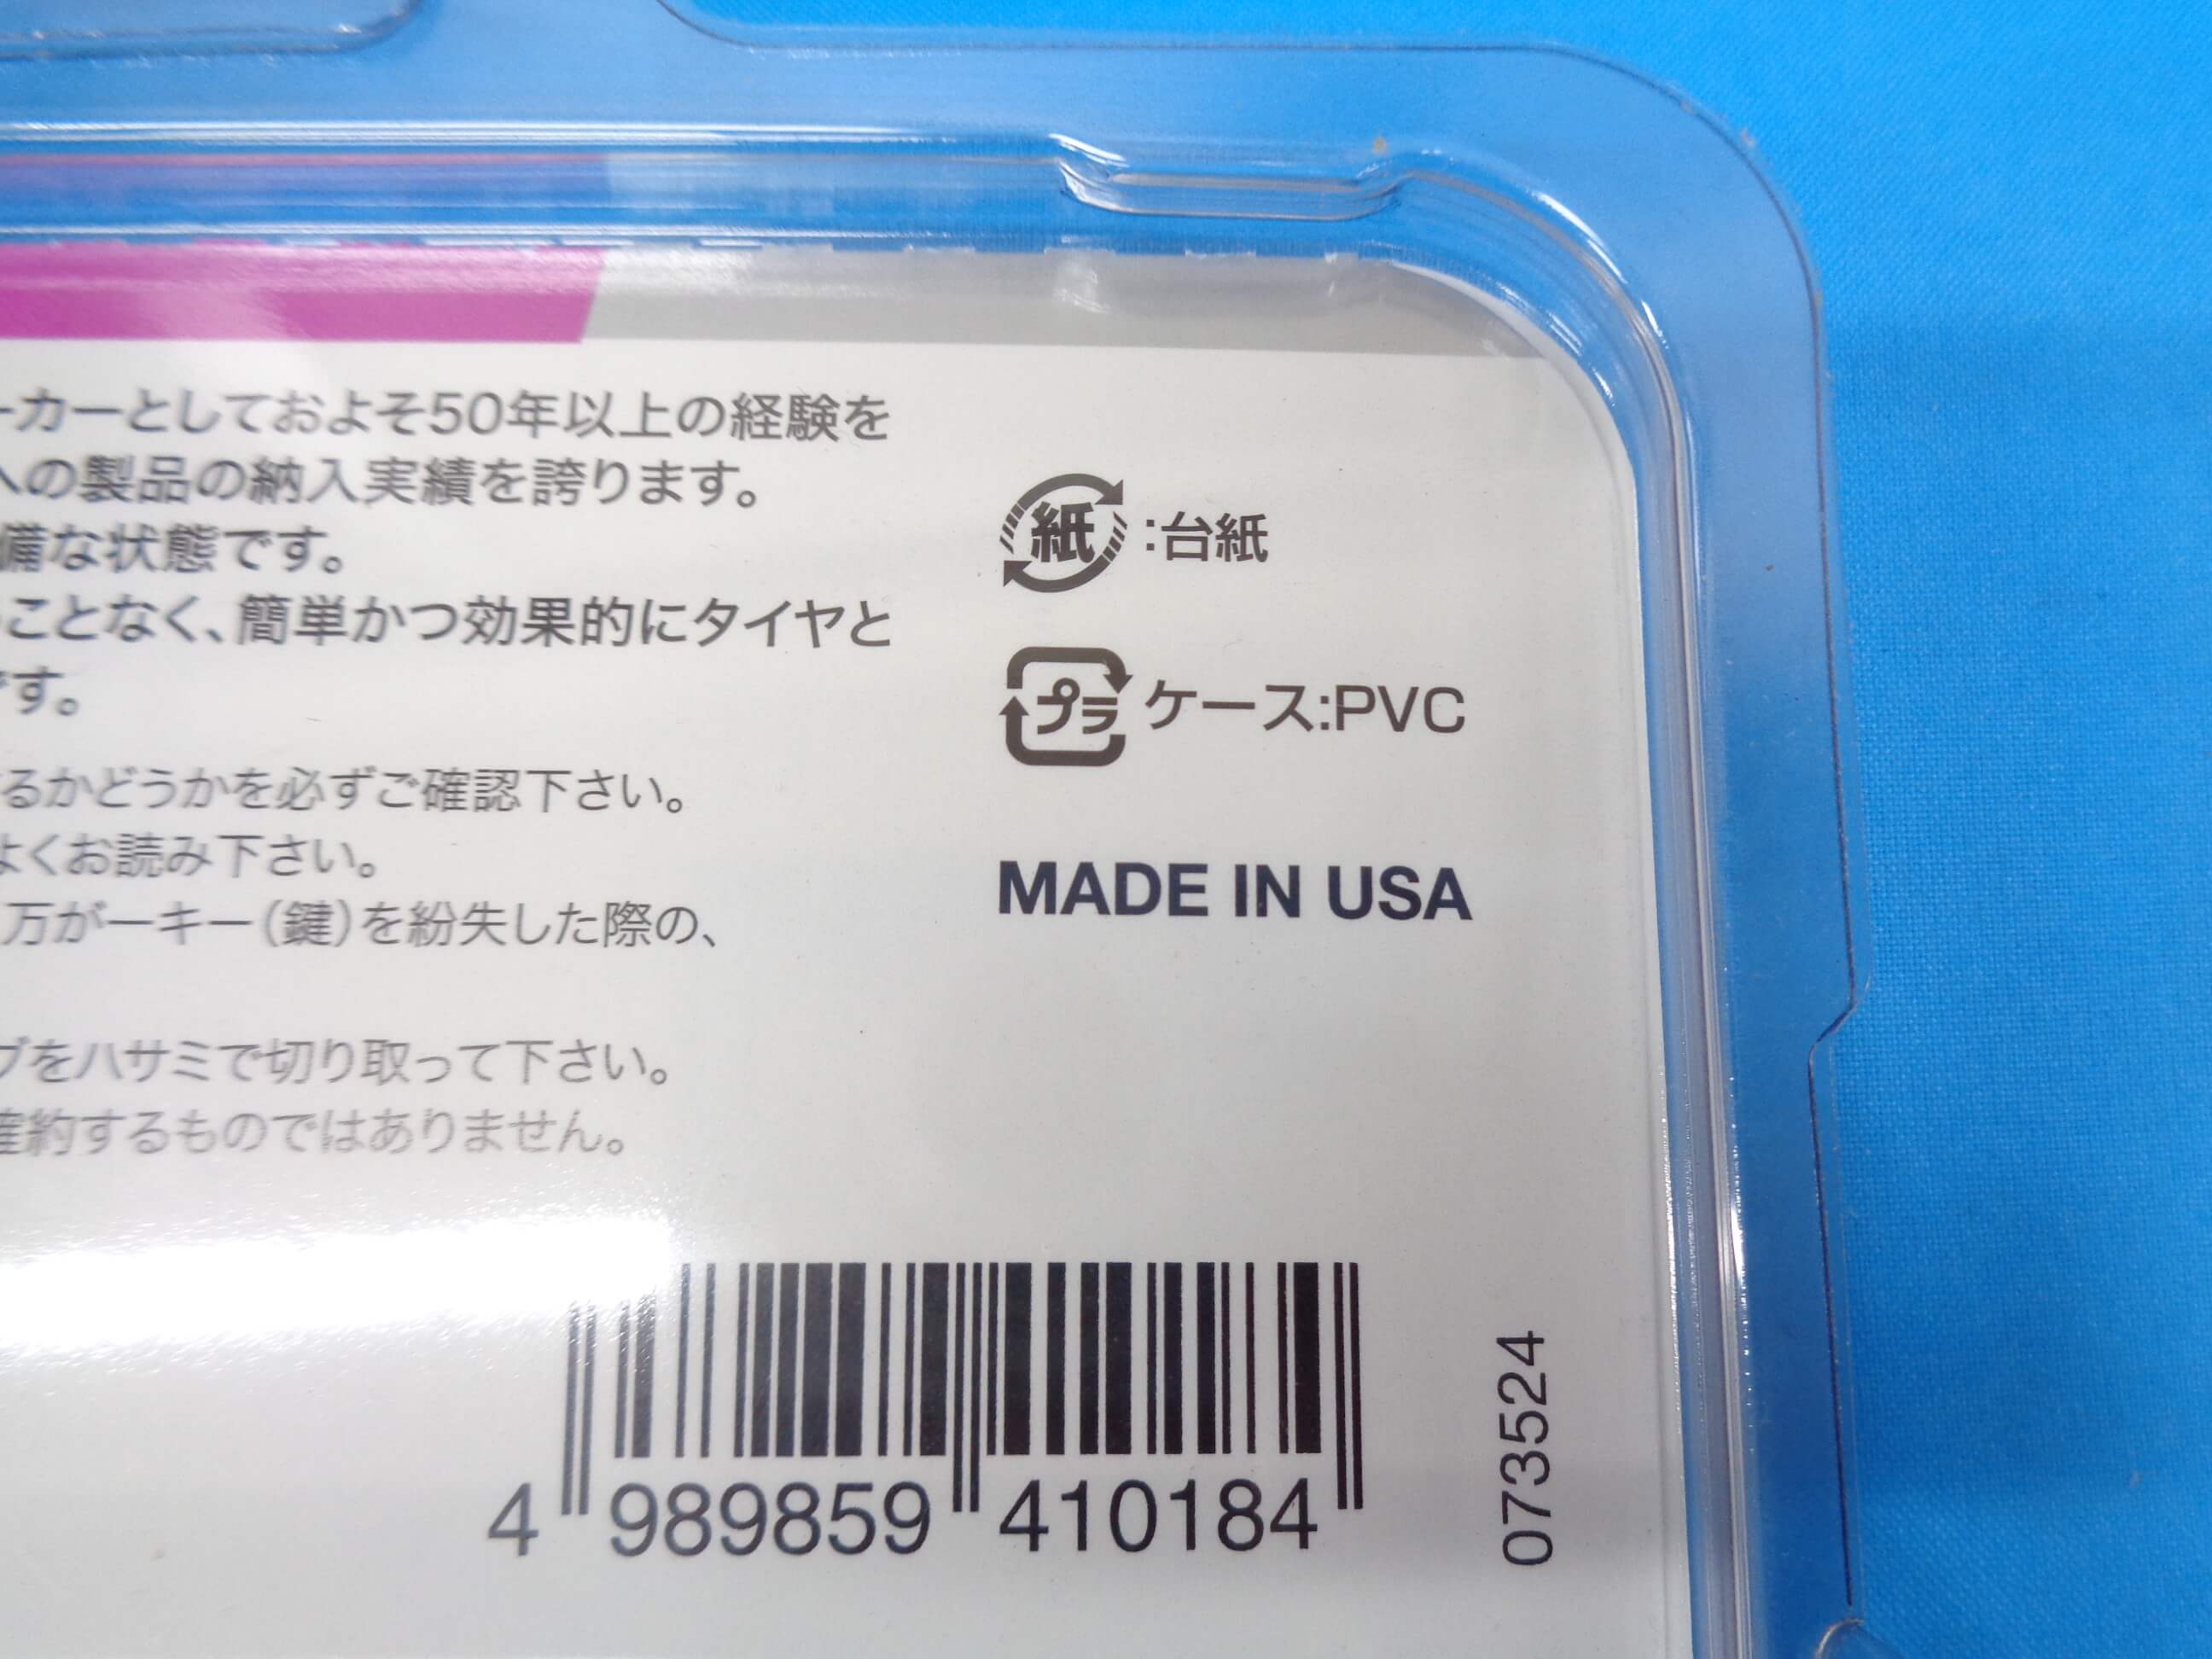 ーカーとしておよそ50年以上の経験を
への製品の納入実績を誇ります。
備な状態です。
ことなく、簡単かつ効果的にタイヤと
です。
るかどうかを必ずご確認下さい。
よくお読み下さい。
万が一キー（鍵）を紛失した際の、
ブをハサミで切り取って下さい。
確約するものではありません。
紙:台紙
プラ ケース:PVC
MADE IN USA
4 989859 410184
073524